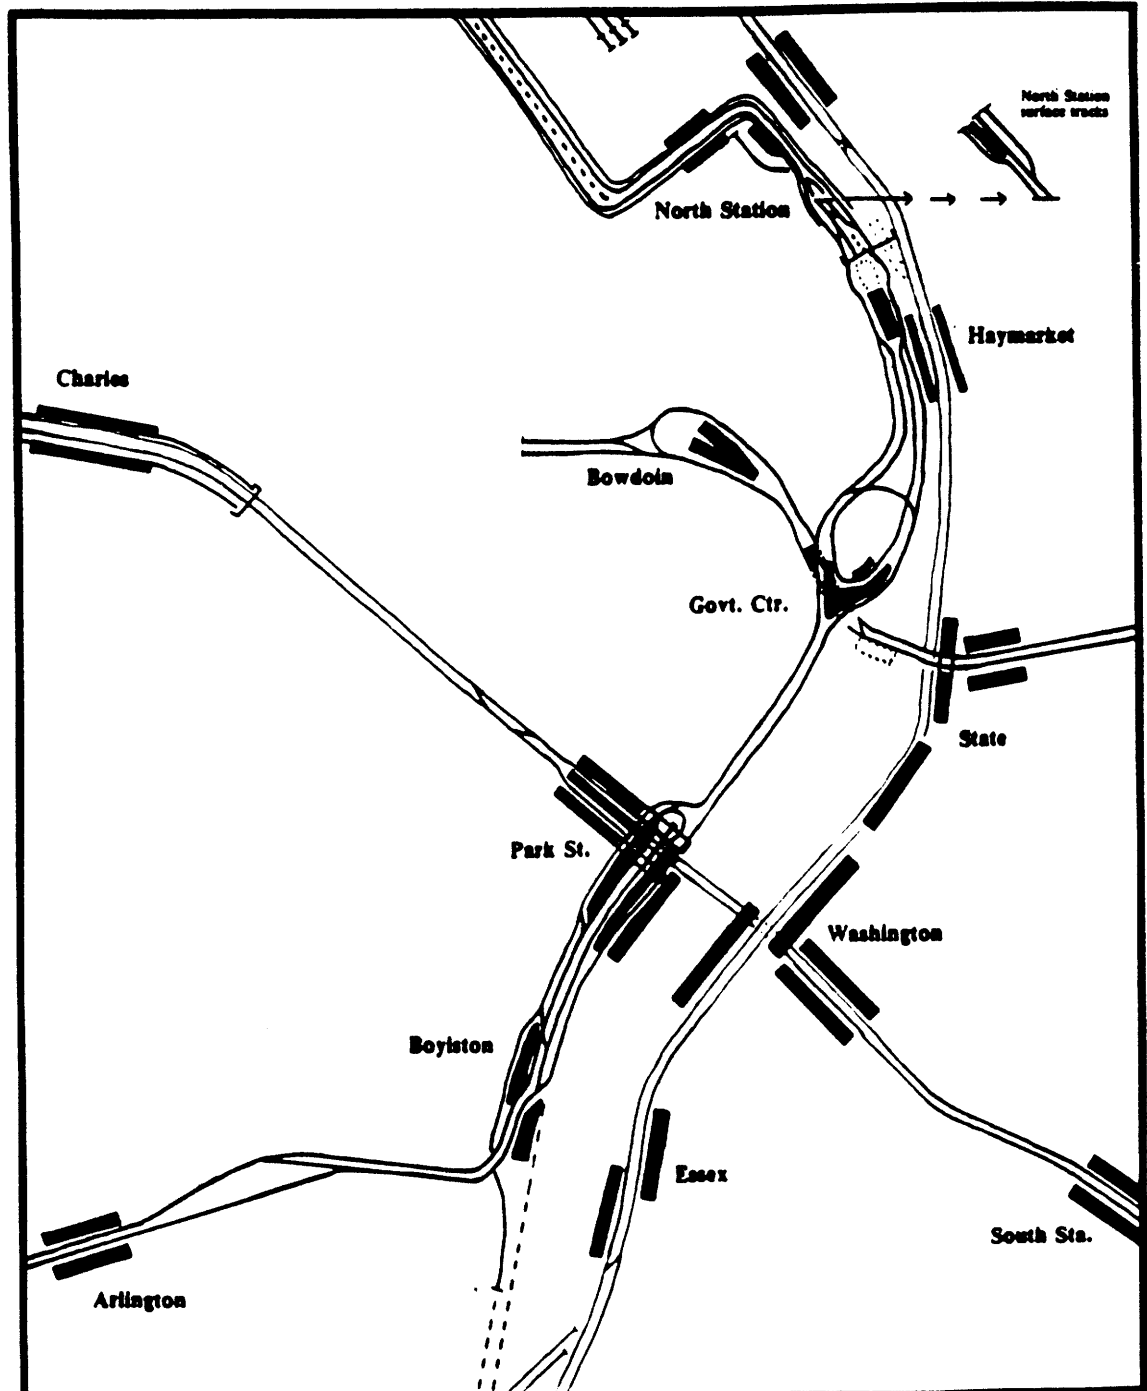 North Station
surface tracks
North Station
Haymarket
Charles
Bowdoin
Govt. Ctr.
State
Park St.
Washington
Boylston
Essex
South Sta.
Arlington